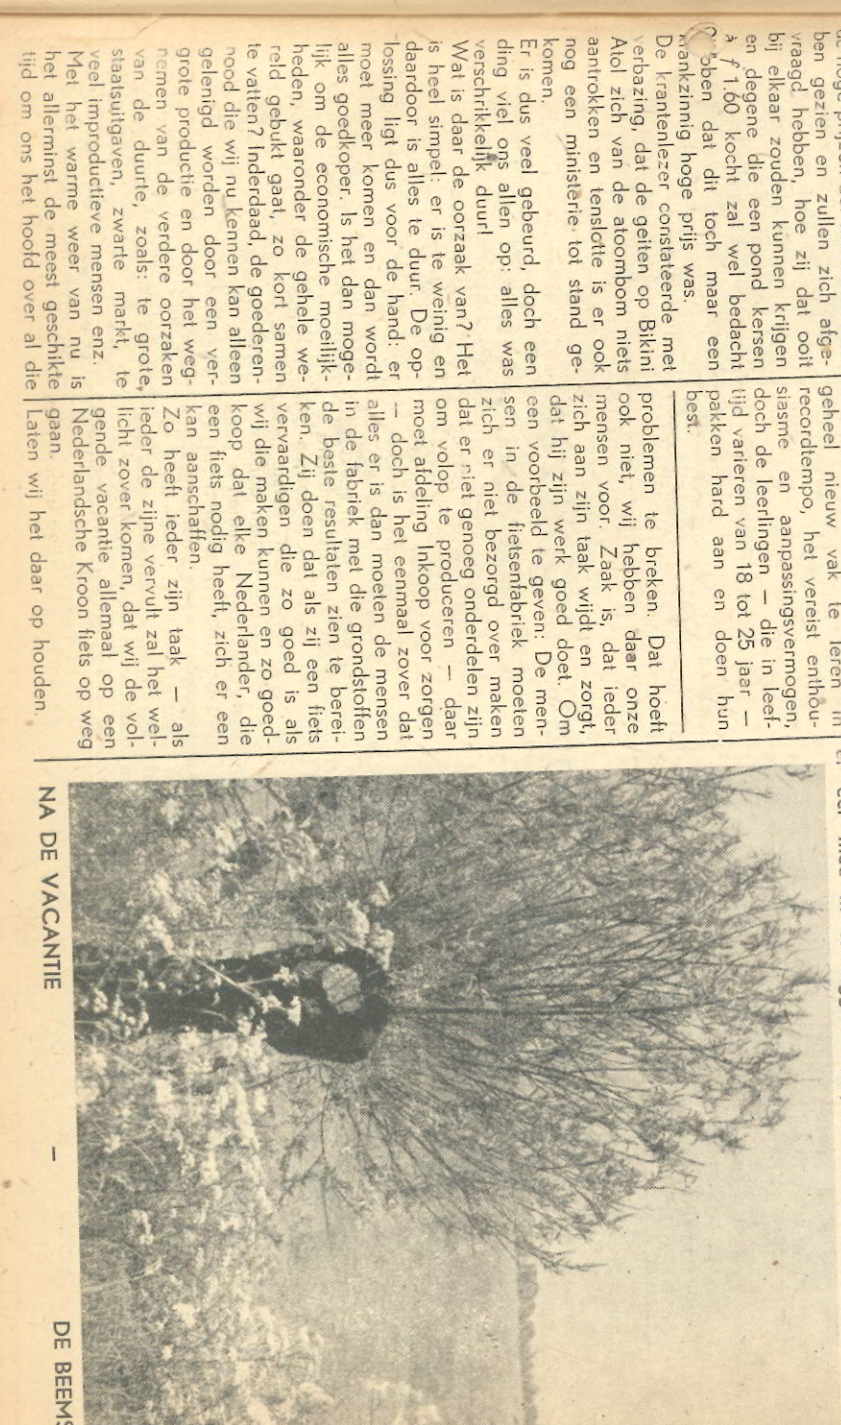 ben gezien en zullen zich afge-
vraagd hebben, hoe zij dat ooit
bij elkaar zouden kunnen krijgen
en degene die een pond kersen
à ƒ 1.60 kocht zal wel bedacht
dat dit toch maar een
krankzinnig hoge prijs was.
De krantenlezer constateerde met
verbazing, dat de geiten op Bikini
Atol zich van de atoombom niets
aantrokken en tenslotte is er ook
nog een ministerie tot stand ge-
komen.
Er is dus veel gebeurd, doch een
ding viel ons allen op: alles was
verschrikkelijk duur!
Wat is daar de oorzaak van? Het
is heel simpel: er is te weinig en
daardoor is alles te duur. De op-
lossing ligt dus voor de hand: er
moet meer komen en dan wordt
alles goedkoper. Is het dan moge-
lijk om de economische moeilijk-
heden, waaronder de gehele we-
reld gebukt gaat, zo kort samen
te vatten? Inderdaad, de goederen-
nood die wij nu kennen kan alleen
gelenigd worden door een ver-
grote productie en door het weg-
nemen van de verdere oorzaken
van de duurte, zoals: te grote,
staatsuitgaven, zwarte markt, te
veel improductieve mensen enz.
Met het warme weer van nu is
het allerminst de meest geschikte
tijd om ons het hoofd over al die
geheel nieuw vak te leren in
recordtempo, het vereist enthou-
siasme en aanpassingsvermogen,
doch de leerlingen — die in leef-
tijd varieren van 18 tot 25 jaar —
pakken hard aan en doen hun
best.
problemen te breken. Dat hoeft
ook niet, wij hebben daar onze
mensen voor. Zaak is, dat ieder
zich aan zijn taak wijdt en zorgt,
dat hij zijn werk goed doet. Om
een voorbeeld te geven: De men-
sen in de fietsenfabriek moeten
zich er niet bezorgd over maken
dat er niet genoeg onderdelen zijn
om volop te produceren — daar
moet afdeling Inkoop voor zorgen
— doch is het eenmaal zover dat
alles er is dan moeten de mensen
in de fabriek met die grondstoffen
de beste resultaten zien te berei-
ken. Zij doen dat als zij een fiets
vervaardigen die zo goed is als
wij die maken kunnen en zo goed-
koop dat elke Nederlander, die
een fiets nodig heeft, zich er een
kan aanschaffen.
Zo heeft ieder zijn taak — als
ieder de zijne vervult zal het wel-
licht zover komen, dat wij de vol-
gende vacantie allemaal op een
Nederlandsche Kroon fiets op weg
gaan.
Laten wij het daar op houden.
NA DE VACANTIE — DE BEEMS